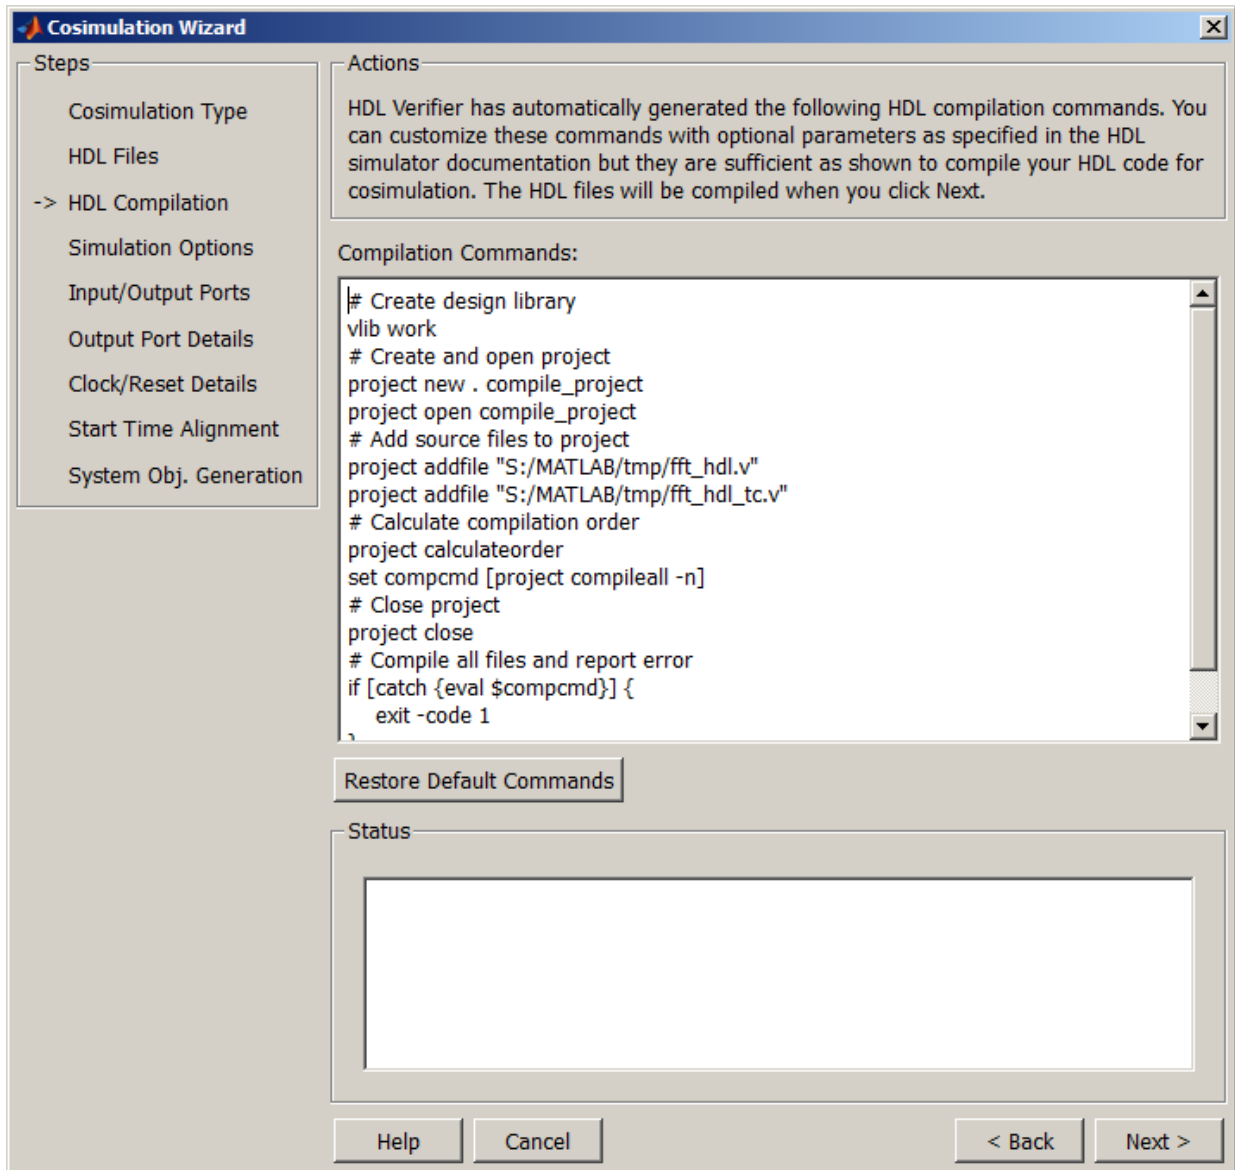 Cosimulation Wizard
Steps
Cosimulation Type
HDL Files
-> HDL Compilation
Simulation Options
Input/Output Ports
Output Port Details
Clock/Reset Details
Start Time Alignment
System Obj. Generation
Actions
HDL Verifier has automatically generated the following HDL compilation commands. You
can customize these commands with optional parameters as specified in the HDL
simulator documentation but they are sufficient as shown to compile your HDL code for
cosimulation. The HDL files will be compiled when you click Next.
Compilation Commands:
# Create design library
vlib work
# Create and open project
project new . compile_project
project open compile_project
# Add source files to project
project addfile "S:/MATLAB/tmp/fft_hdl.v"
project addfile "S:/MATLAB/tmp/fft_hdl_tc.v"
# Calculate compilation order
project calculateorder
set compcmd [project compileall -n]
# Close project
project close
# Compile all files and report error
if [catch {eval $compcmd}] {
exit -code 1
Restore Default Commands
Status
Help
Cancel
< Back
Next >